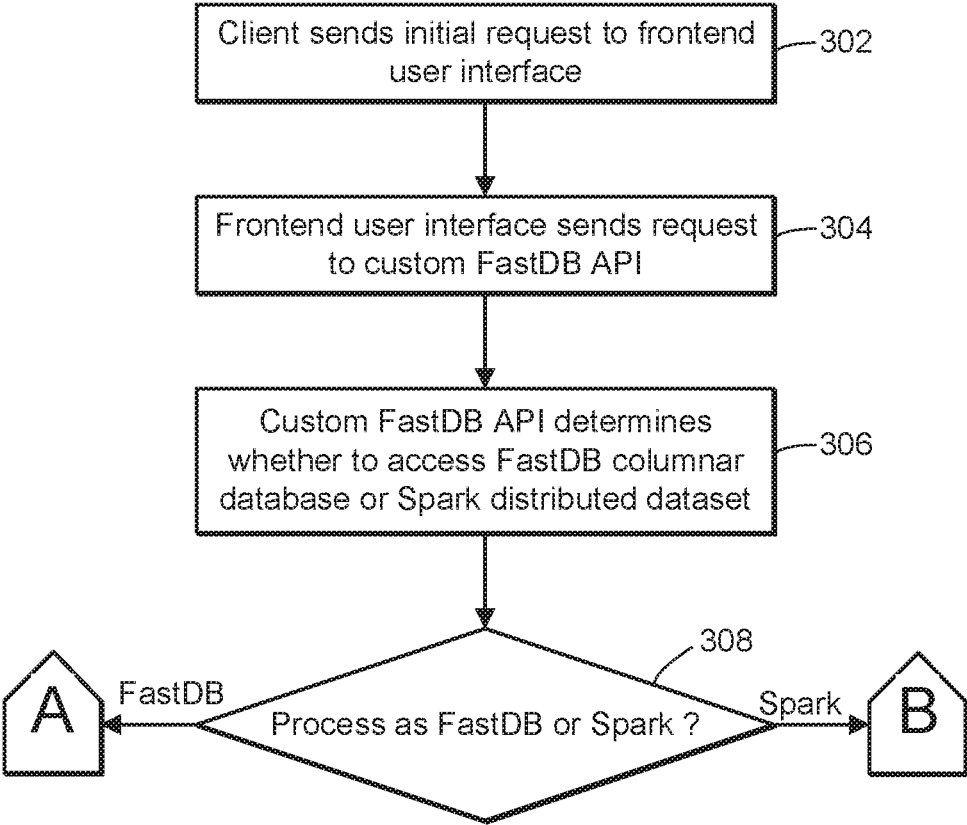 Client sends initial request to frontend
user interface
302
Frontend user interface sends request
to custom FastDB API
304
Custom FastDB API determines
whether to access FastDB columnar
database or Spark distributed dataset
306
308
A
FastDB
Process as FastDB or Spark ?
Spark
B